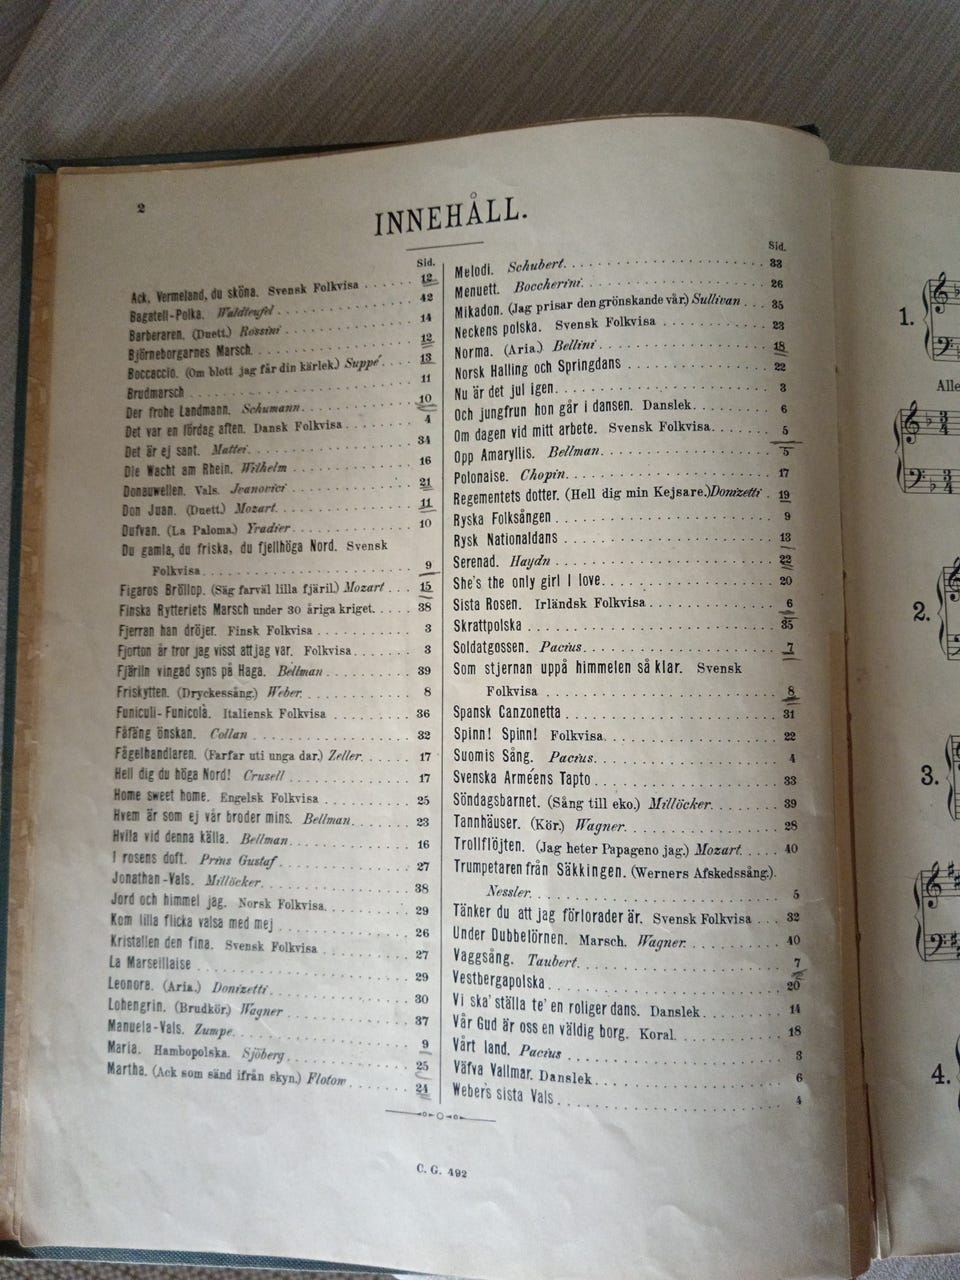 2
INNEHÅLL.
Sid.
Ack, Vermeland, du sköna. Svensk Folkvisa 12
Bagatell-Polka. Waldteufel 42
Barberaren. (Duett.) Rossini 14
Björneborgarnes Marsch. 12
Boccaccio. (Om blott jag får din kärlek.) Suppé 13
Brudmarsch 11
Der frohe Landmann. Schumann 10
Det var en lördag aften. Dansk Folkvisa 4
Det är ej sant. Mattei 34
Die Wacht am Rhein. Wilhelm 16
Donauwellen. Vals. Ivanovici 21
Don Juan. (Duett.) Mozart 11
Dufvan. (La Paloma.) Yradier 10
Du gamla, du friska, du fjellhöga Nord. Svensk
Folkvisa 9
Figaros Bröllop. (Säg farväl lilla fjäril.) Mozart 15
Finska Rytteriets Marsch under 30 åriga kriget. 38
Fjerran han dröjer. Finsk Folkvisa 3
Fjorton år tror jag visst att jag var. Folkvisa 3
Fjäriln vingad syns på Haga. Bellman 39
Friskytten. (Dryckessång.) Weber 8
Funiculi-Funicolà. Italiensk Folkvisa 36
Fåfäng önskan. Collan 32
Fågelhandlaren. (Farfar uti unga dar.) Zeller. 17
Hell dig du höga Nord! Crusell 17
Home sweet home. Engelsk Folkvisa 25
Hvem är som ej vår broder mins. Bellman 23
Hvila vid denna källa. Bellman 16
I rosens doft. Prins Gustaf 27
Jonathan-Vals. Millöcker 38
Jord och himmel jag. Norsk Folkvisa. 29
Kom lilla flicka valsa med mej 26
Kristallen den fina. Svensk Folkvisa 27
La Marseillaise 29
Leonora. (Aria.) Donizetti 30
Lohengrin. (Brudkör.) Wagner 37
Manuela-Vals. Zumpe 9
Maria. Hambopolska. Sjöberg 25
Martha. (Ack som sänd ifrån skyn.) Flotow 24
Sid.
Melodi. Schubert 33
Menuett. Boccherini 26
Mikadon. (Jag prisar den grönskande vår.) Sullivan 35
Neckens polska. Svensk Folkvisa 23
Norma. (Aria.) Bellini 18
Norsk Halling och Springdans 22
Nu är det jul igen. 3
Och jungfrun hon går i dansen. Danslek 6
Om dagen vid mitt arbete. Svensk Folkvisa 5
Opp Amaryllis. Bellman 5
Polonaise. Chopin 17
Regementets dotter. (Hell dig min Kejsare.) Donizetti 19
Ryska Folksången 9
Rysk Nationaldans 13
Serenad. Haydn 22
She's the only girl I love 20
Sista Rosen. Irländsk Folkvisa 6
Skrattpolska 35
Soldatgossen. Pacius 7
Som stjernan uppå himmelen så klar. Svensk
Folkvisa 8
Spansk Canzonetta 31
Spinn! Spinn! Folkvisa 22
Suomis Sång. Pacius 4
Svenska Arméens Tapto 33
Söndagsbarnet. (Sång till eko.) Millöcker 39
Tannhäuser. (Kör.) Wagner 28
Trollflöjten. (Jag heter Papageno jag.) Mozart 40
Trumpetaren från Säkkingen. (Werners Afskedssång.).
Nessler 5
Tänker du att jag förlorader är. Svensk Folkvisa 32
Under Dubbelörnen. Marsch. Wagner 40
Vaggsång. Taubert 7
Vestbergapolska 20
Vi ska' ställa te' en roliger dans. Danslek 14
Vår Gud är oss en väldig borg. Koral 18
Vårt land. Pacius 3
Väfva Vallmar. Danslek 6
Webers sista Vals 4
C. G. 492
1.
Alle
2.
3.
4.